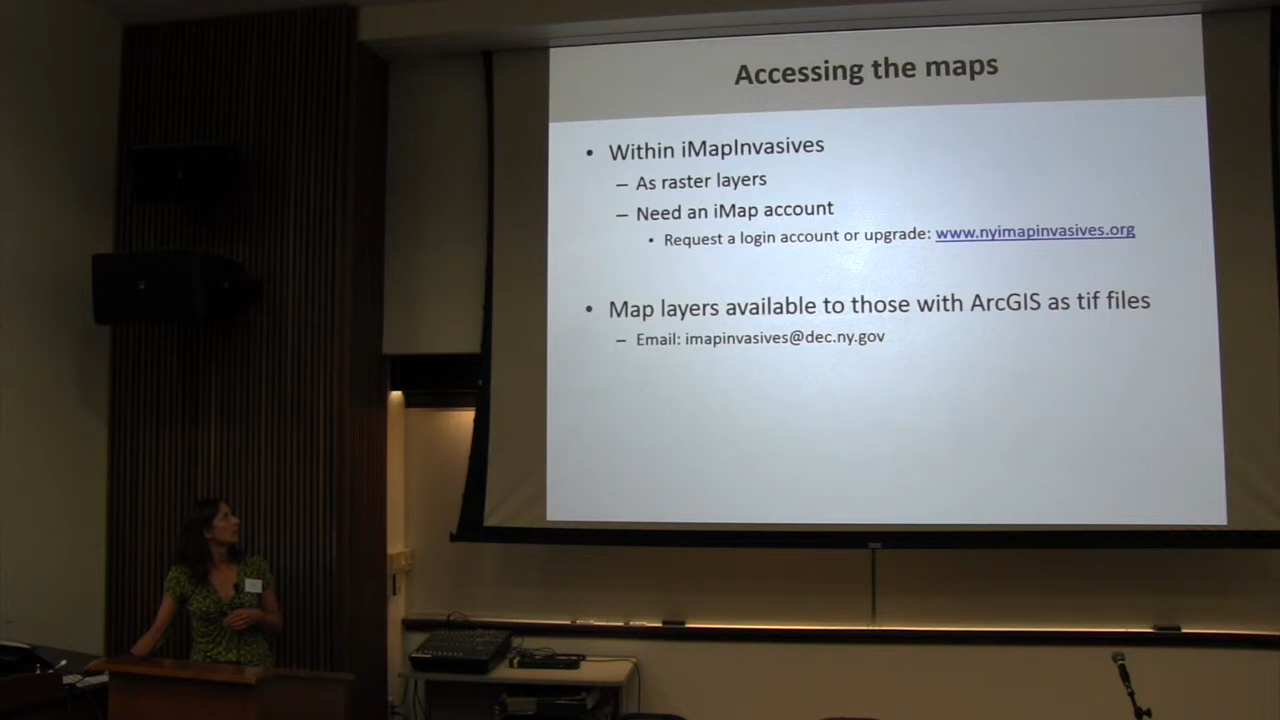 Accessing the maps
• Within iMapInvasives
– As raster layers
– Need an iMap account
• Request a login account or upgrade: www.nyimapinvasives.org
• Map layers available to those with ArcGIS as tif files
– Email: imapinvasives@dec.ny.gov